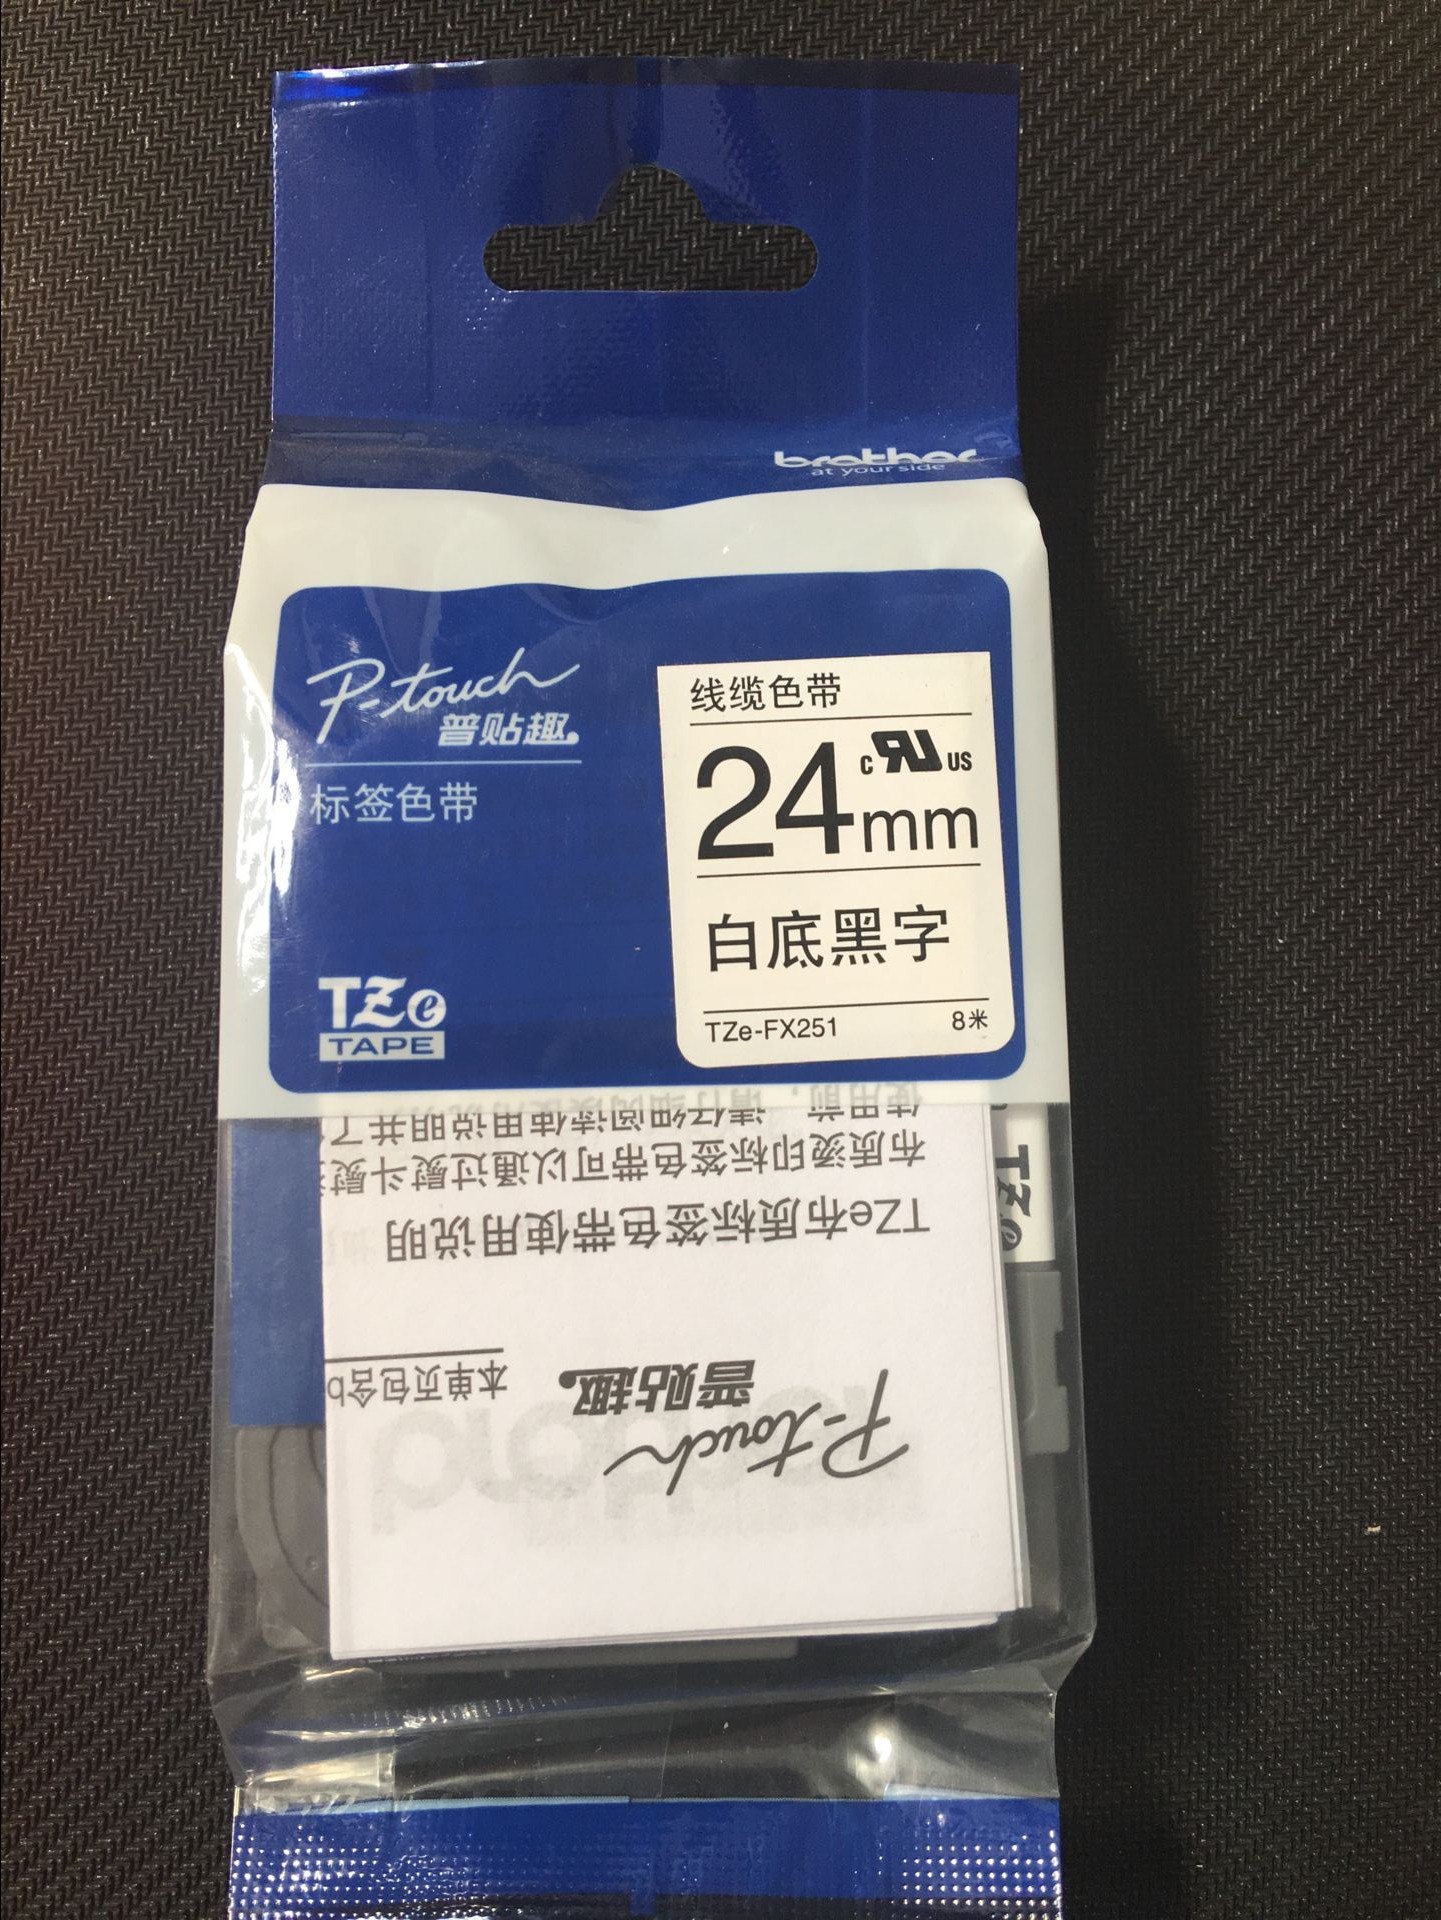 brother
at your side
P-touch
普贴趣
标签色带
线缆色带
24mm
c RU US
白底黑字
TZe-FX251 8米
TZe
TAPE
TZe
使用前，请仔细阅读使用说明并了
布质烫印标签色带可以通过熨斗熨
TZe布质标签色带使用说明
本单页包含
普贴趣
P-touch